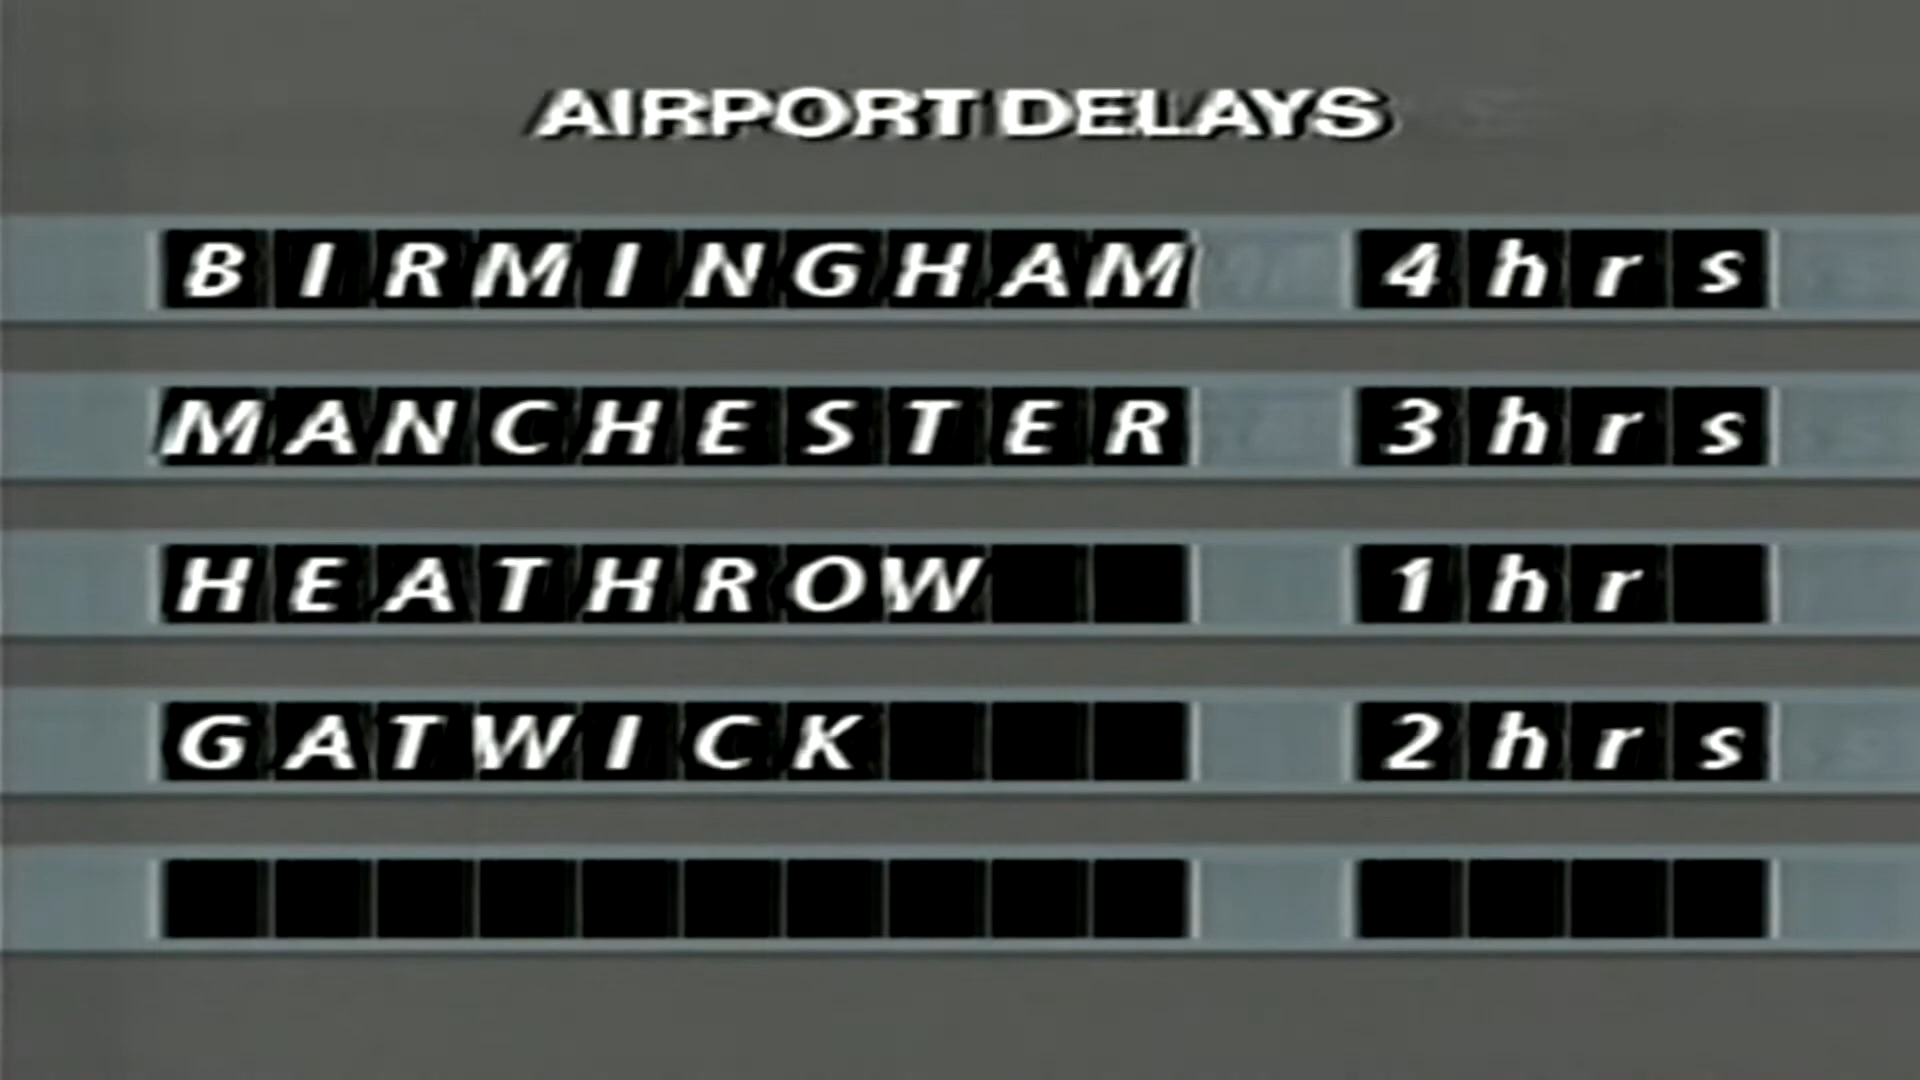 AIRPORT DELAYS
BIRMINGHAM 4hrs
MANCHESTER 3hrs
HEATHROW 1hr
GATWICK 2hrs